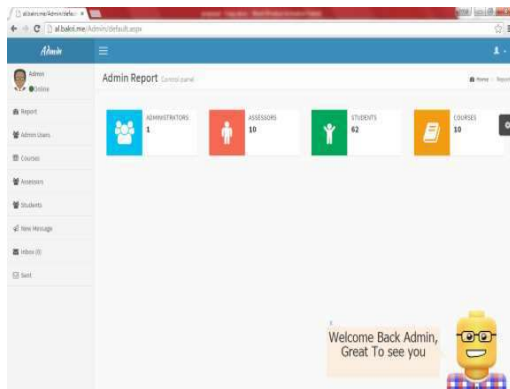 al.bakri.me/Admin/default.aspx
Admin
Admin
Online
Admin Report Control panel
Home
Report
ADMINISTRATORS
1
ASSESSORS
10
STUDENTS
62
COURSES
10
Report
Admin Users
Courses
Assessors
Students
New Message
Inbox (0)
Sent
Welcome Back Admin,
Great To see you